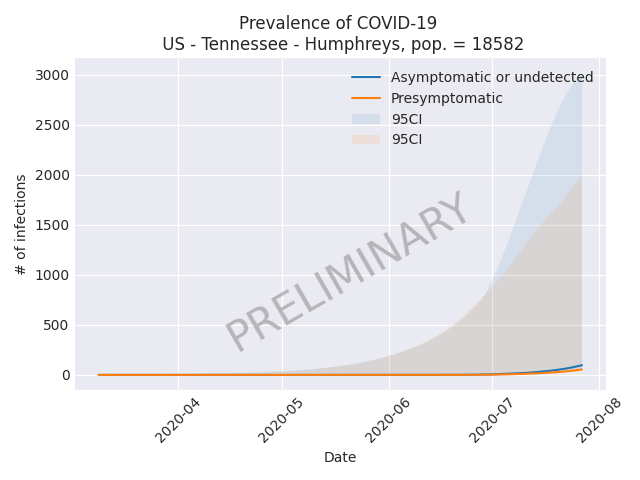 Prevalence of COVID-19
US - Tennessee - Humphreys, pop. = 18582
3000
2500
2000
1500
1000
500
0
# of infections
Asymptomatic or undetected
Presymptomatic
95CI
95CI
PRELIMINARY
2020-04
2020-05
2020-06
2020-07
2020-08
Date